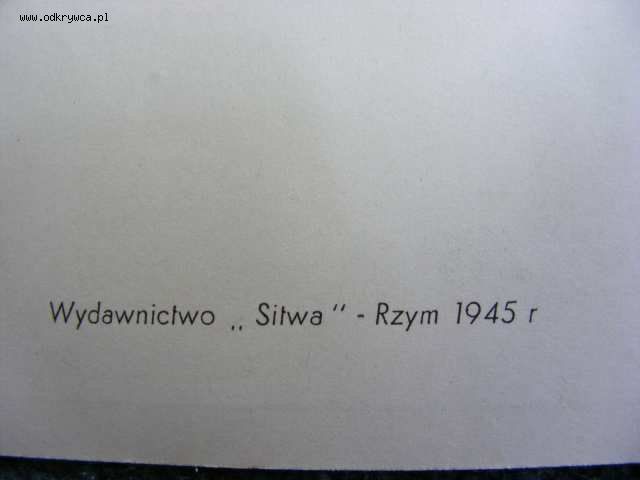 www.odkrywca.pl
Wydawnictwo „ Sitwa " - Rzym 1945 r